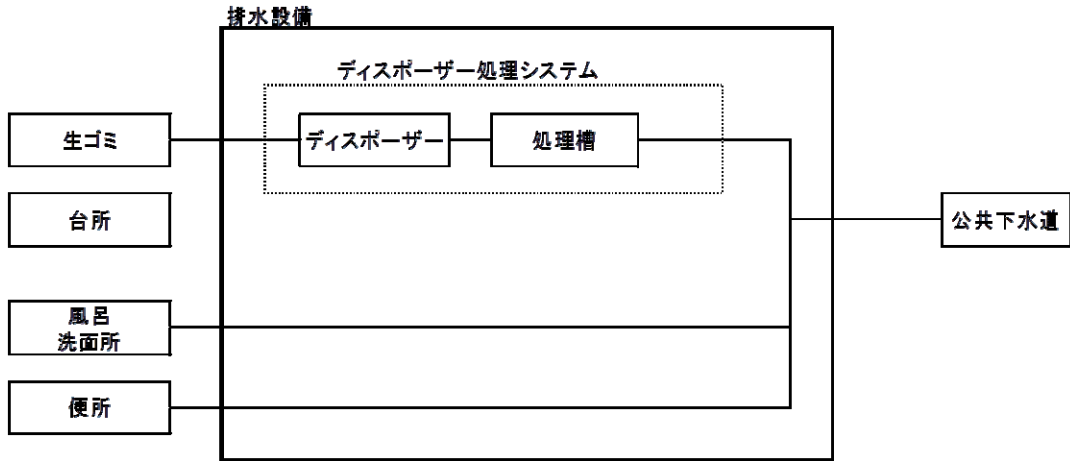 排水設備
ディスポーザー処理システム
生ゴミ
ディスポーザー
処理槽
台所
公共下水道
風呂
洗面所
便所